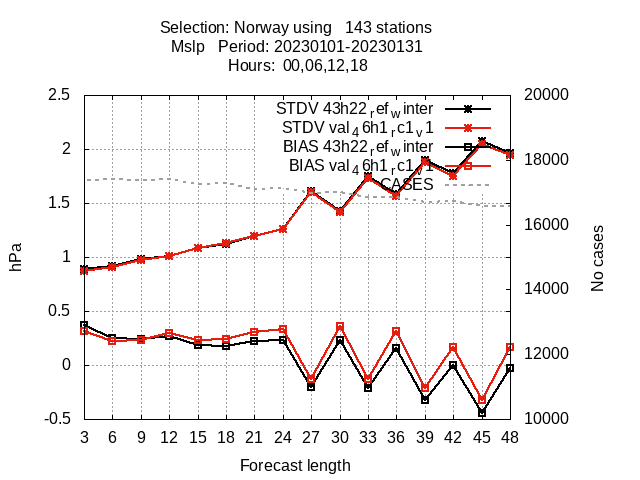 Selection: Norway using   143 stations
Mslp   Period: 20230101-20230131
Hours:  00,06,12,18
STDV 43h22_ref_winter
STDV val_46h1_rc1_v1
BIAS 43h22_ref_winter
BIAS val_46h1_rc1_v1
CASES
2.5
2
1.5
1
0.5
0
-0.5
hPa
20000
18000
16000
14000
12000
10000
No cases
3 6 9 12 15 18 21 24 27 30 33 36 39 42 45 48
Forecast length